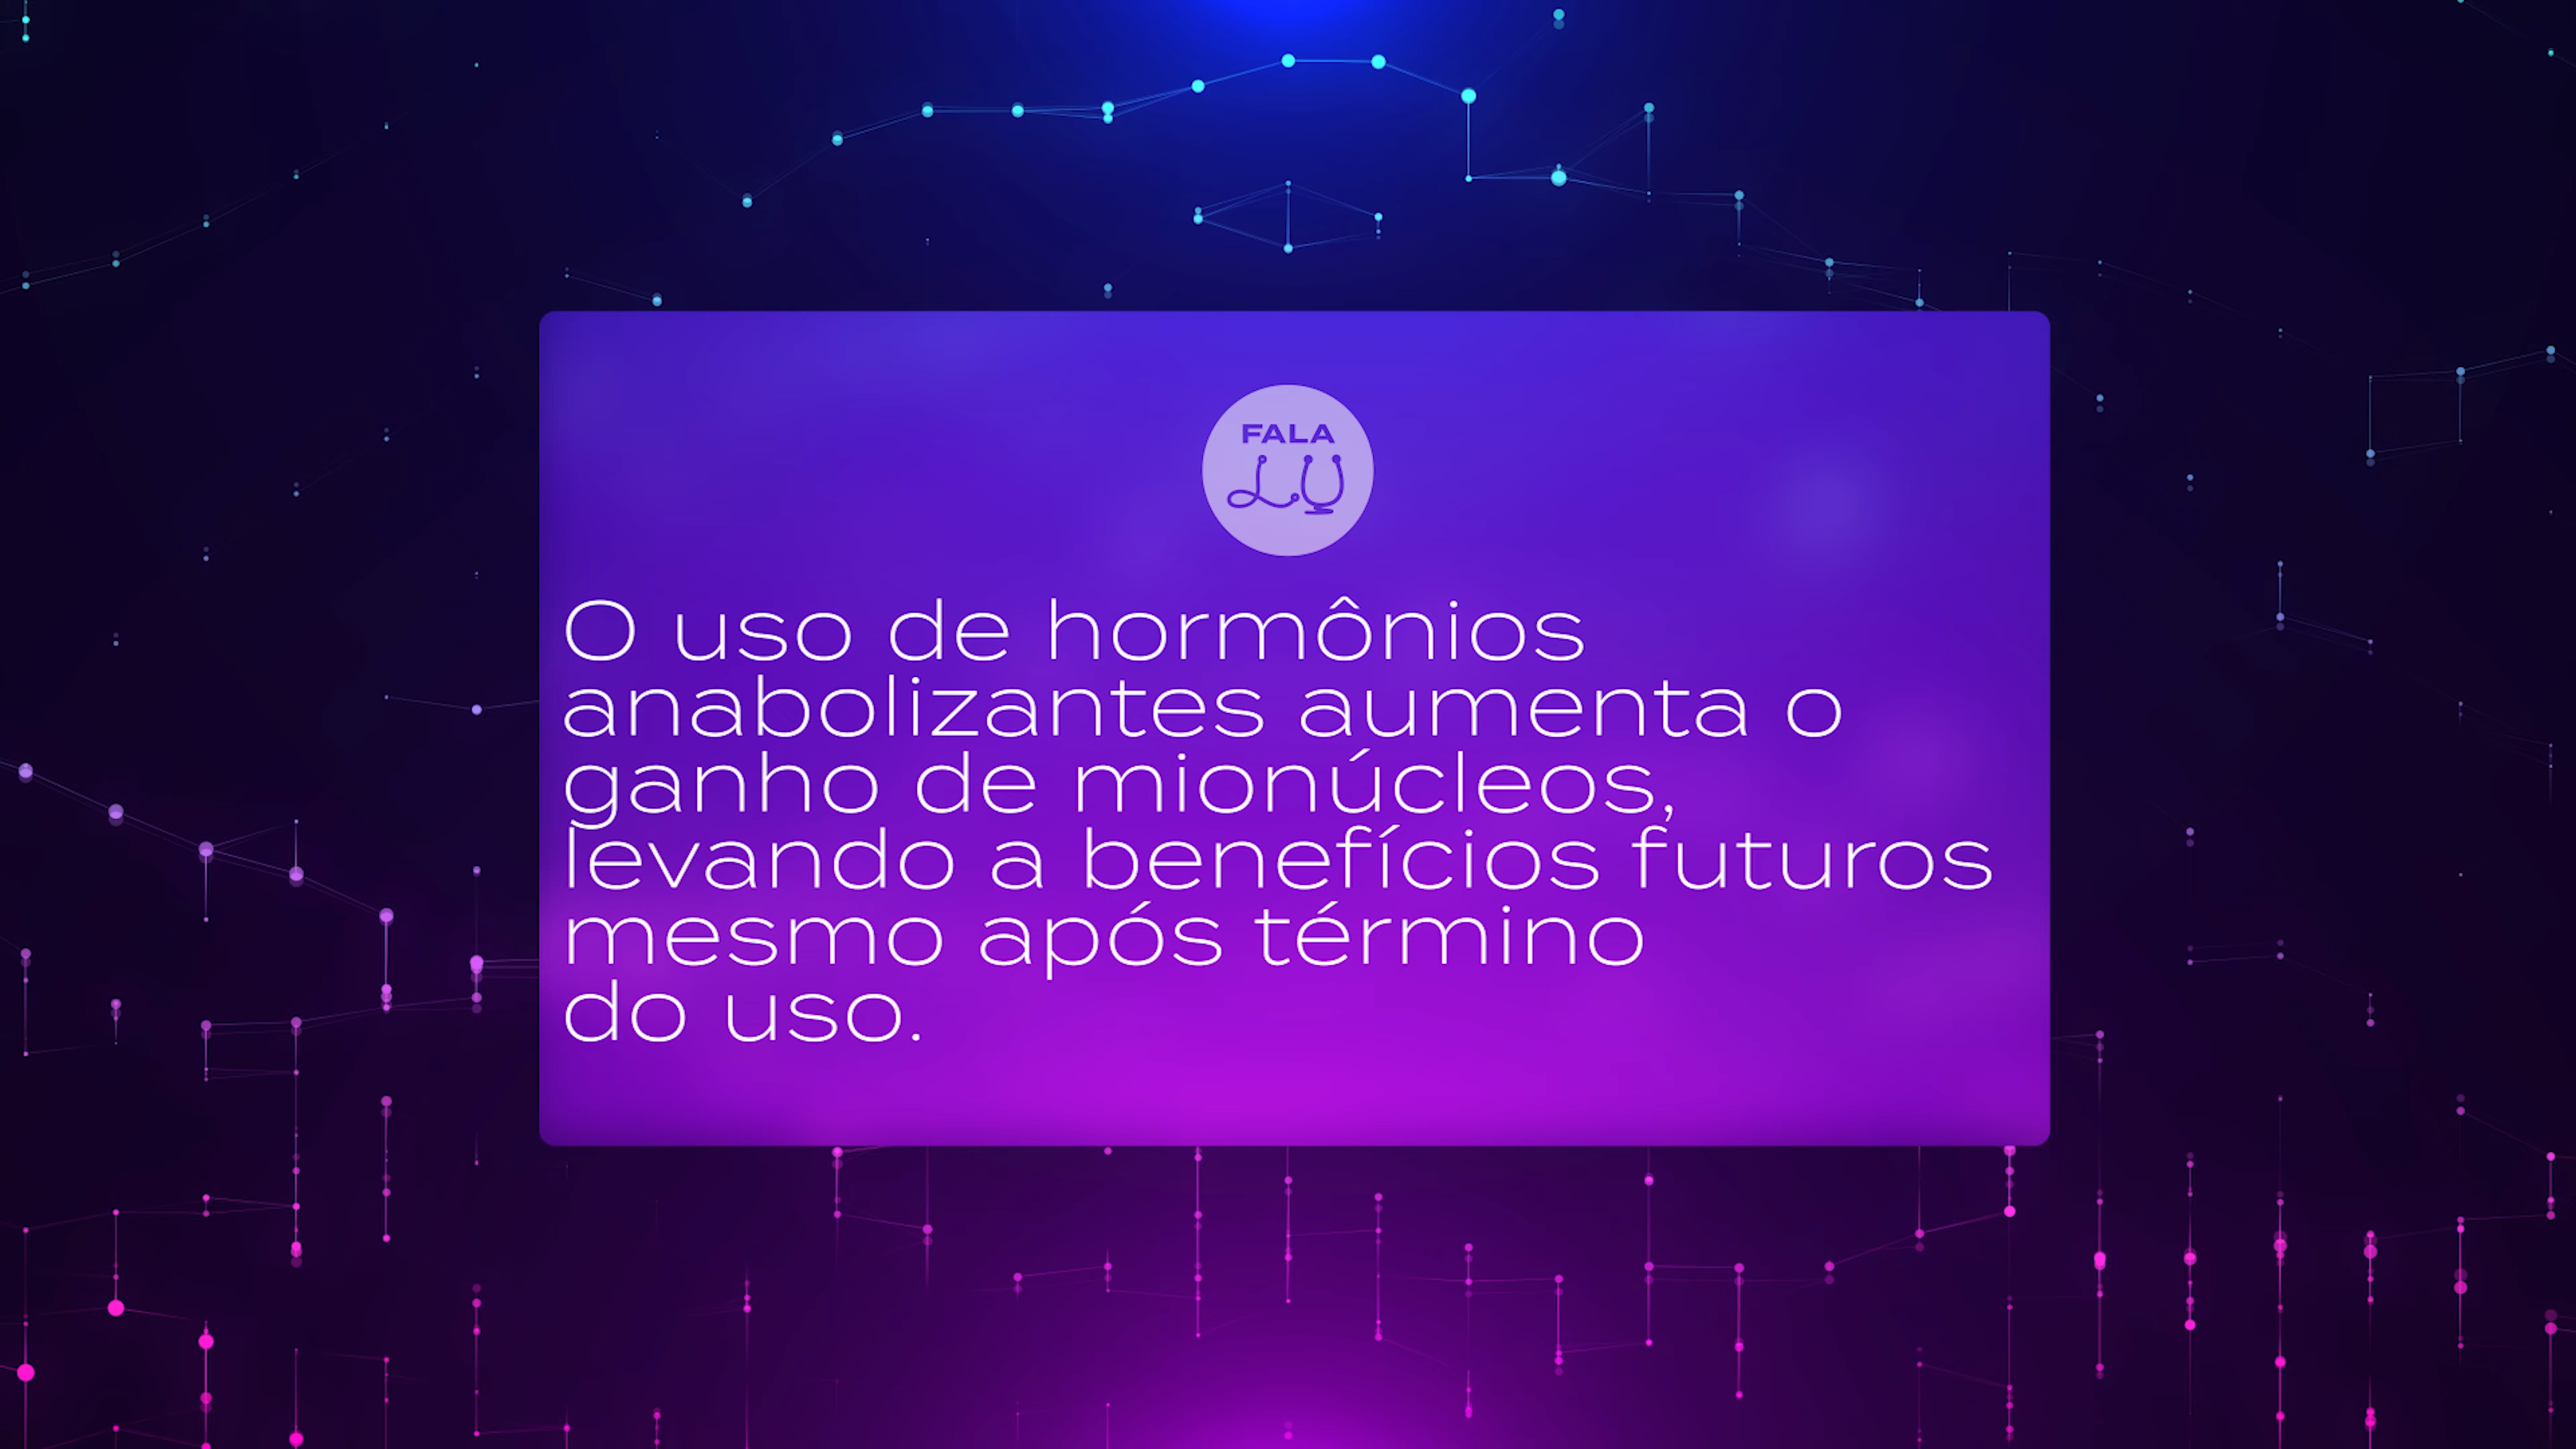 FALA
LU
O uso de hormônios
anabolizantes aumenta o
ganho de mionúcleos,
levando a benefícios futuros
mesmo após término
do uso.